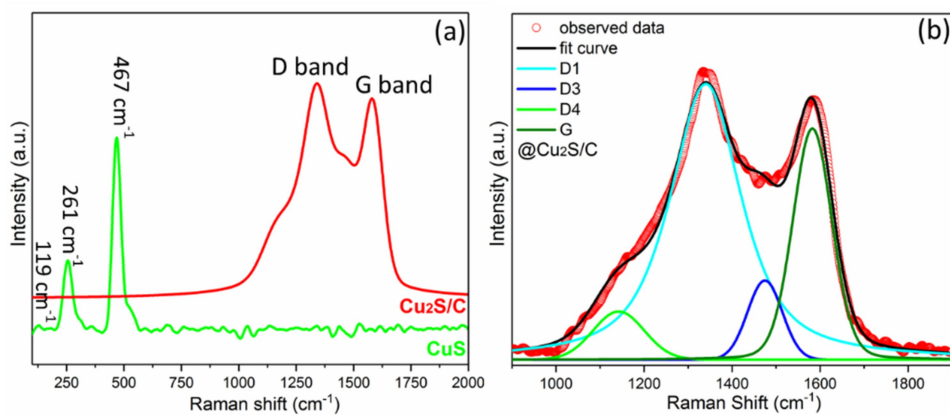 (a)
D band
G band
467 cm⁻¹
261 cm⁻¹
119 cm⁻¹
Cu₂S/C
CuS
Intensity (a.u.)
250 500 750 1000 1250 1500 1750 2000
Raman shift (cm⁻¹)
(b)
observed data
fit curve
D1
D3
D4
G
@Cu₂S/C
Intensity (a.u.)
1000 1200 1400 1600 1800
Raman Shift (cm⁻¹)